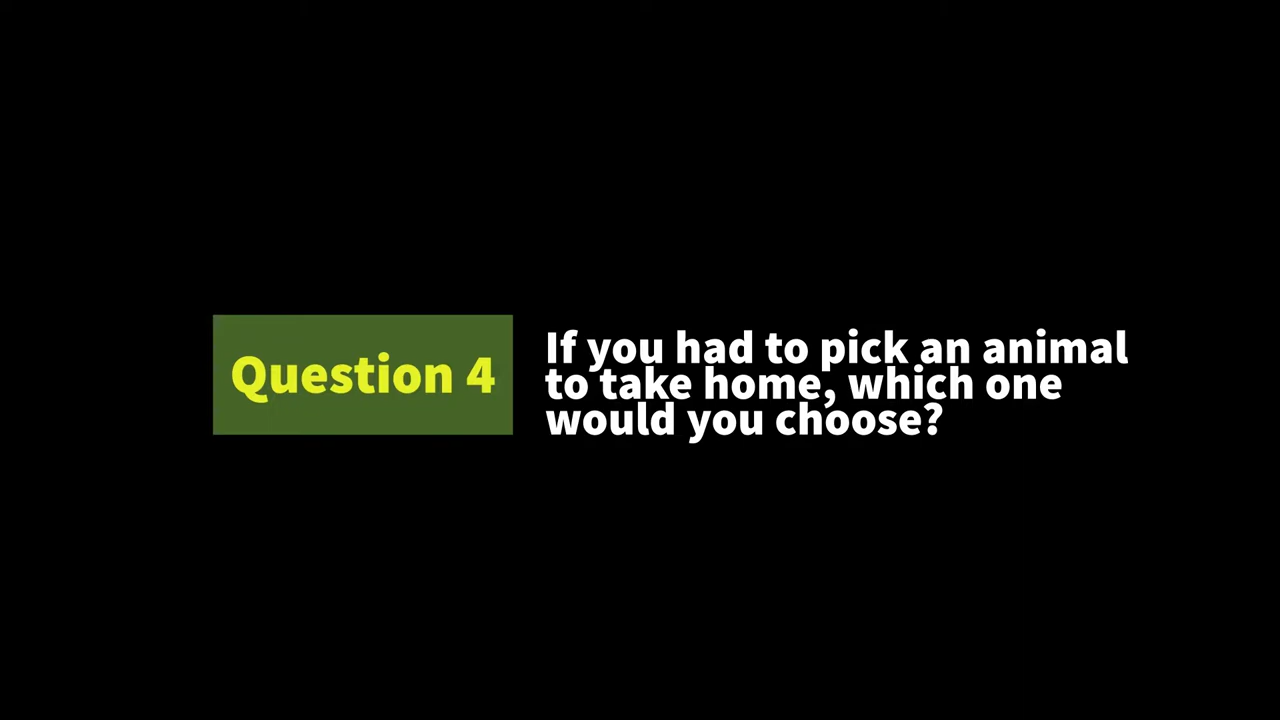 Question 4
If you had to pick an animal
to take home, which one
would you choose?